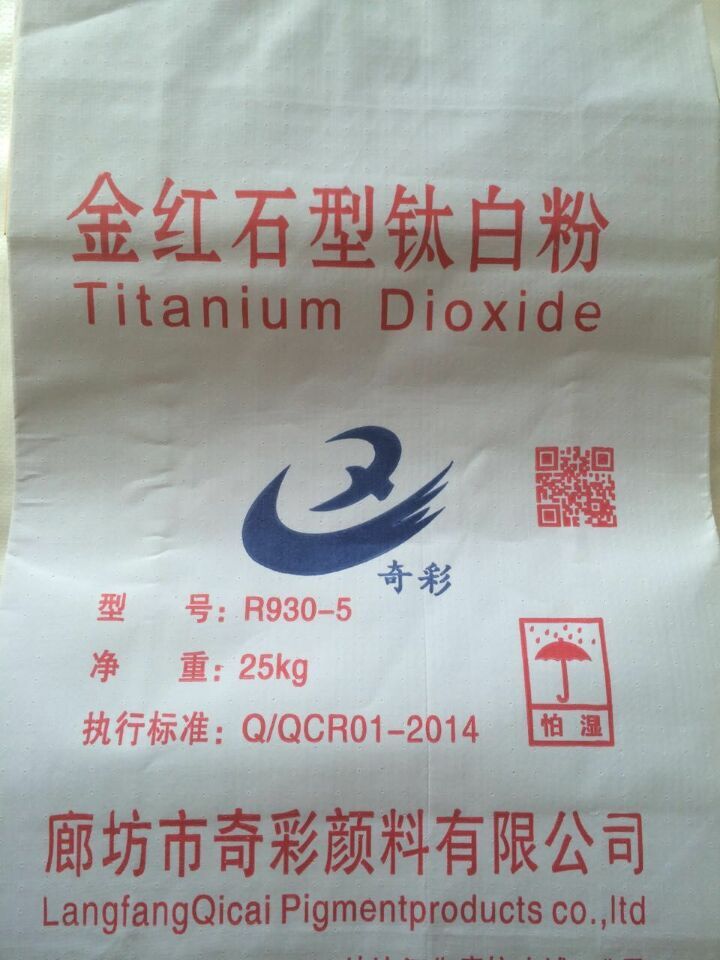 金红石型钛白粉
Titanium Dioxide
奇彩
型 号: R930-5
净 重: 25kg
执行标准: Q/QCR01-2014
怕 湿
廊坊市奇彩颜料有限公司
LangfangQicai Pigmentproducts co.,ltd